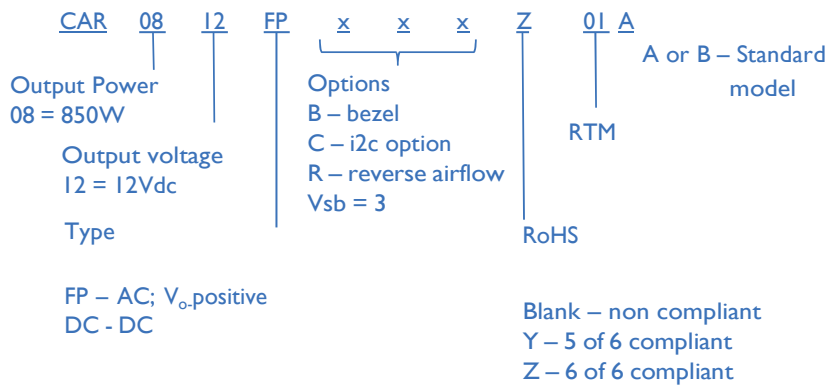 CAR 08 12 FP x x x Z 01 A
A or B – Standard
model
Output Power
08 = 850W
Options
B – bezel
C – i2c option
R – reverse airflow
Vsb = 3
RTM
Output voltage
12 = 12Vdc
Type
RoHS
FP – AC; Vo-positive
DC - DC
Blank – non compliant
Y – 5 of 6 compliant
Z – 6 of 6 compliant